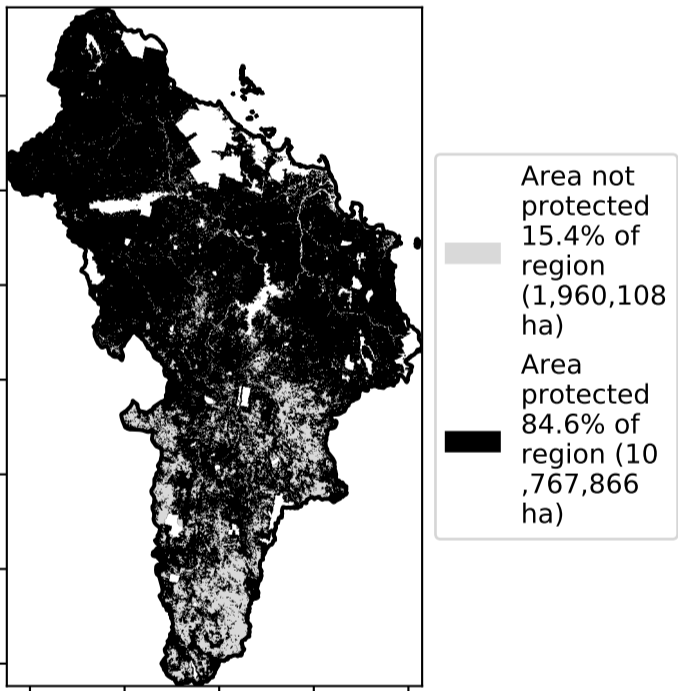 Area not
protected
15.4% of
region
(1,960,108
ha)
Area
protected
84.6% of
region (10
,767,866
ha)